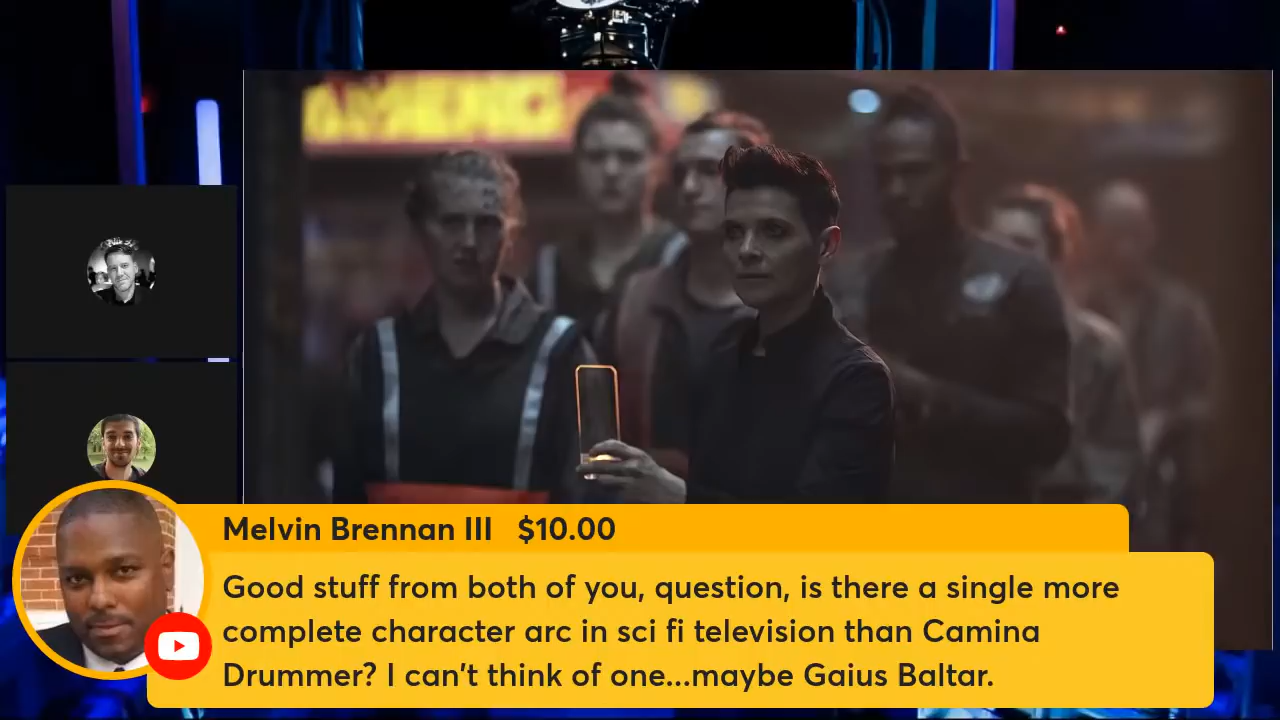 Melvin Brennan III $10.00
Good stuff from both of you, question, is there a single more
complete character arc in sci fi television than Camina
Drummer? I can't think of one...maybe Gaius Baltar.